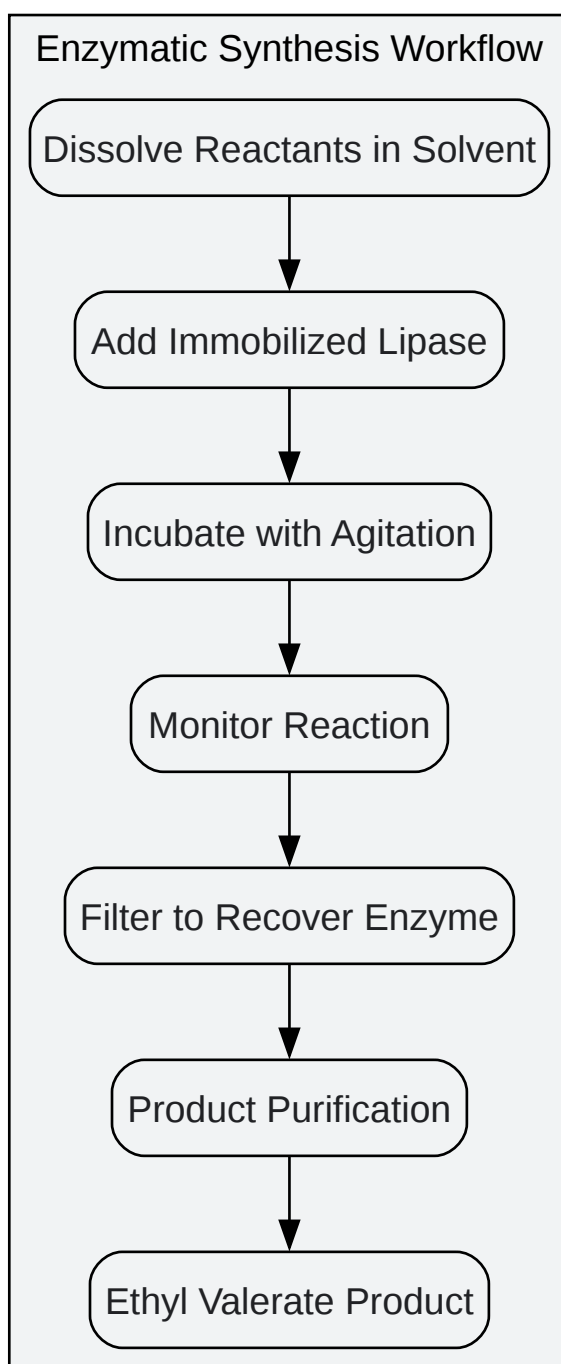 Enzymatic Synthesis Workflow
Dissolve Reactants in Solvent
Add Immobilized Lipase
Incubate with Agitation
Monitor Reaction
Filter to Recover Enzyme
Product Purification
Ethyl Valerate Product